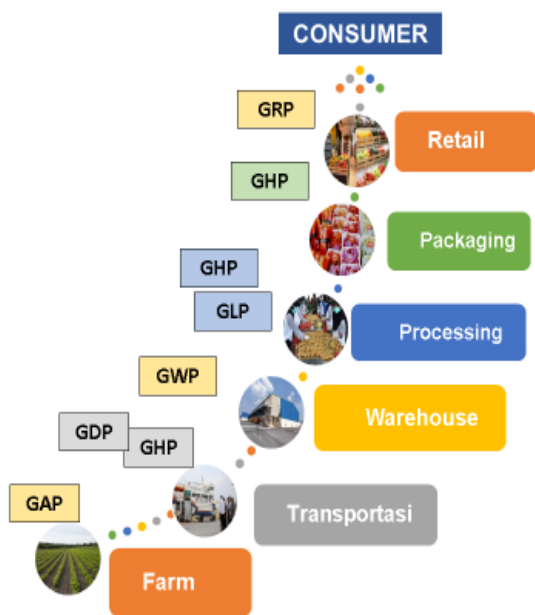 CONSUMER
GRP
Retail
GHP
Packaging
GHP
GLP
Processing
GWP
Warehouse
GDP
GHP
Transportasi
GAP
Farm